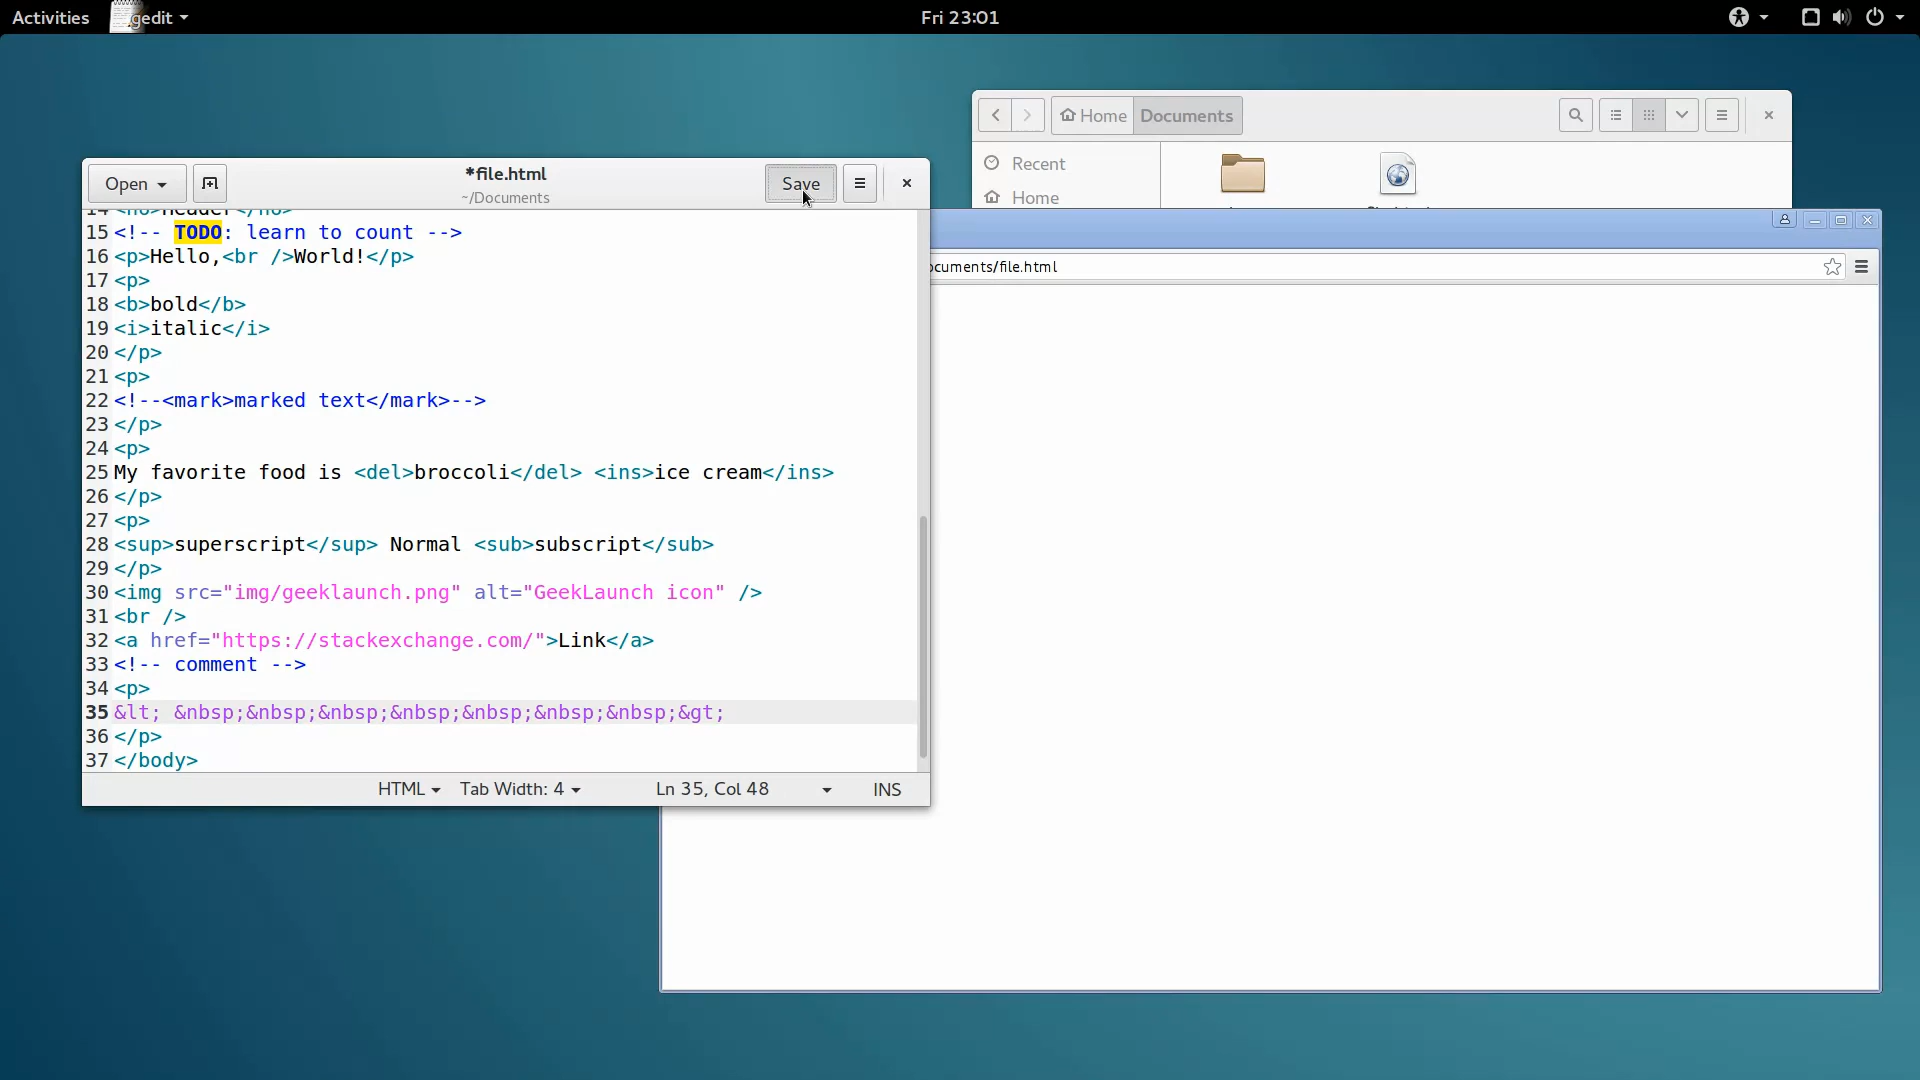 Activities
gedit
Fri 23:01
Home
Documents
Recent
Home
Open
*file.html
~/Documents
Save
15 <!-- TODO: learn to count -->
16 <p>Hello,<br />World!</p>
17 <p>
18 <b>bold</b>
19 <i>italic</i>
20 </p>
21 <p>
22 <!--<mark>marked text</mark>-->
23 </p>
24 <p>
25 My favorite food is <del>broccoli</del> <ins>ice cream</ins>
26 </p>
27 <p>
28 <sup>superscript</sup> Normal <sub>subscript</sub>
29 </p>
30 <img src="img/geeklaunch.png" alt="GeekLaunch icon" />
31 <br />
32 <a href="https://stackexchange.com/">Link</a>
33 <!-- comment -->
34 <p>
35 &lt; &nbsp;&nbsp;&nbsp;&nbsp;&nbsp;&nbsp;&nbsp;&gt;
36 </p>
37 </body>
HTML
Tab Width: 4
Ln 35, Col 48
INS
ocuments/file.html